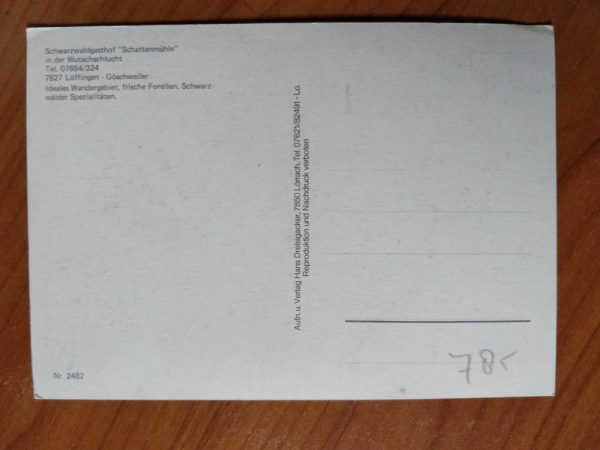 Schwarzwaldgasthof "Schattenmühle"
in der Wutachschlucht
Tel. 07654/324
7827 Löffingen - Göschweiler
Ideales Wandergebiet, frische Forellen, Schwarz-
wälder Spezialitäten.
Aufn. u. Verlag Hans Dreisigacker, 7850 Lörrach, Tel. 07621/82491 - Lo.
Reproduktion und Nachdruck verboten
Nr. 2482
78